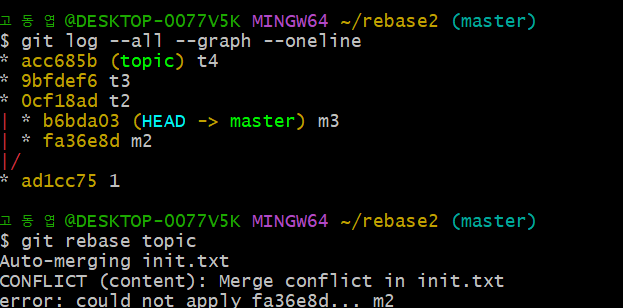 고 동 엽 @DESKTOP-0077V5K MINGW64 ~/rebase2 (master)
$ git log --all --graph --oneline
* acc685b (topic) t4
* 9bfdef6 t3
* 0cf18ad t2
| * b6bda03 (HEAD -> master) m3
| * fa36e8d m2
|/
* ad1cc75 1
고 동 엽 @DESKTOP-0077V5K MINGW64 ~/rebase2 (master)
$ git rebase topic
Auto-merging init.txt
CONFLICT (content): Merge conflict in init.txt
error: could not apply fa36e8d... m2